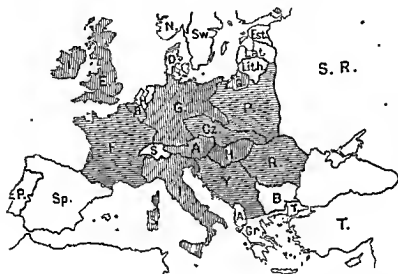 N.
Sw.
Est.
Lat.
Lith.
D.
S. R.
E.
G.
P.
B
Cz
F
S.
A
H
R
I
Y
P.
Sp.
B
T.
A
Gr.
T.